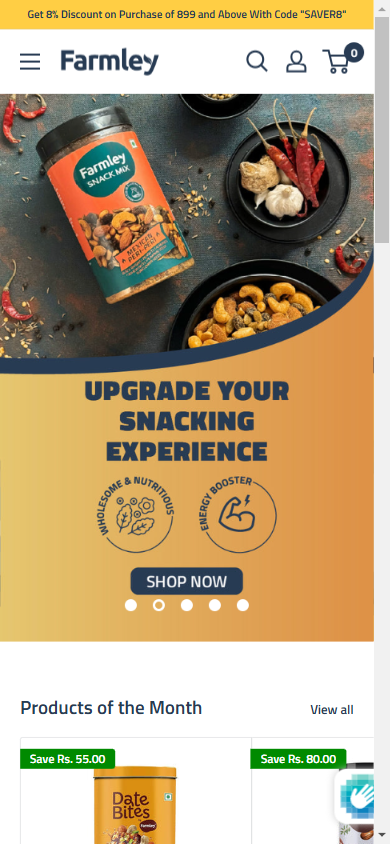 Get 8% Discount on Purchase of 899 and Above With Code "SAVER8"
Farmley
0
Farmley
SNACK MIX
MEXICAN
PERI-PERI
UPGRADE YOUR
SNACKING
EXPERIENCE
WHOLESOME & NUTRITIOUS
ENERGY BOOSTER
SHOP NOW
Products of the Month
View all
Save Rs. 55.00
Save Rs. 80.00
Date
Bites
Farmley